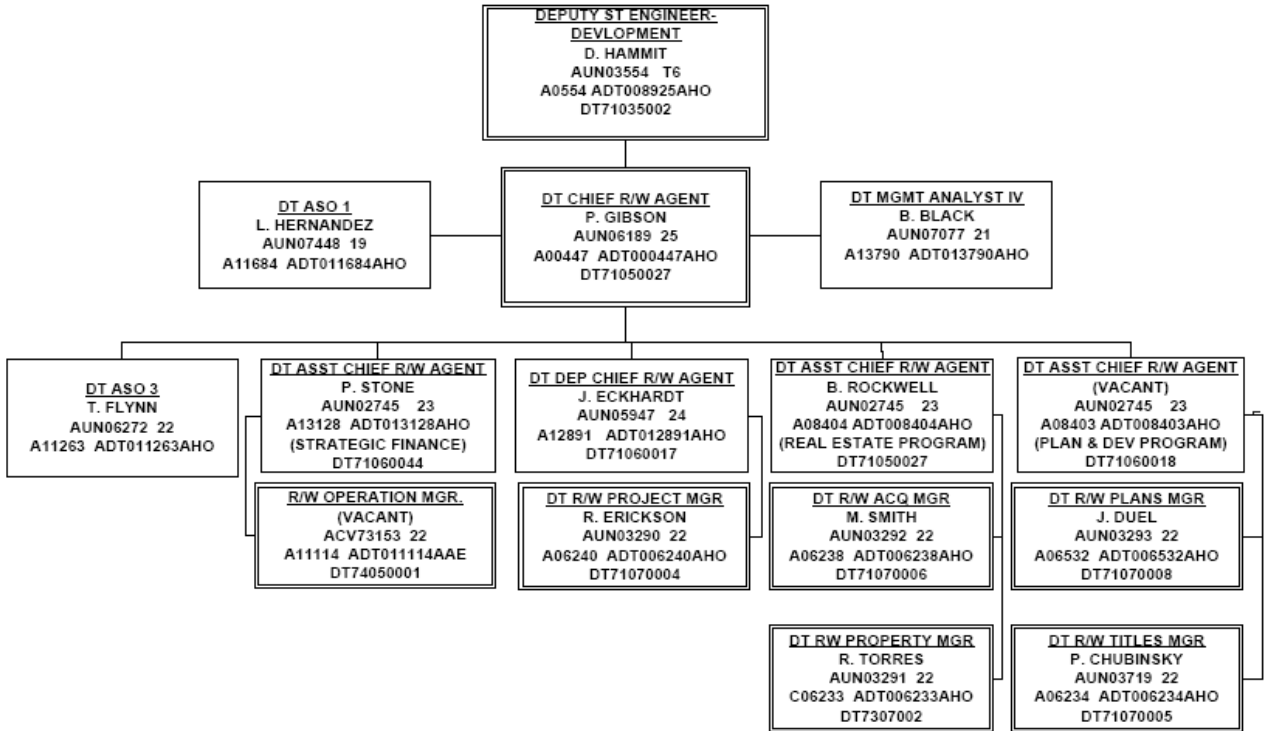 DEPUTY ST ENGINEER-
DEVLOPMENT
D. HAMMIT
AUN03554 T6
A0554 ADT008925AHO
DT71035002
DT ASO 1
L. HERNANDEZ
AUN07448 19
A11684 ADT011684AHO
DT CHIEF R/W AGENT
P. GIBSON
AUN06189 25
A00447 ADT000447AHO
DT71050027
DT MGMT ANALYST IV
B. BLACK
AUN07077 21
A13790 ADT013790AHO
DT ASO 3
T. FLYNN
AUN06272 22
A11263 ADT011263AHO
DT ASST CHIEF R/W AGENT
P. STONE
AUN02745 23
A13128 ADT013128AHO
(STRATEGIC FINANCE)
DT71060044
DT DEP CHIEF R/W AGENT
J. ECKHARDT
AUN05947 24
A12891 ADT012891AHO
DT71060017
DT ASST CHIEF R/W AGENT
B. ROCKWELL
AUN02745 23
A08404 ADT008404AHO
(REAL ESTATE PROGRAM)
DT71050027
DT ASST CHIEF R/W AGENT
(VACANT)
AUN02745 23
A08403 ADT008403AHO
(PLAN & DEV PROGRAM)
DT71060018
R/W OPERATION MGR.
(VACANT)
ACV73153 22
A11114 ADT011114AAE
DT74050001
DT R/W PROJECT MGR
R. ERICKSON
AUN03290 22
A06240 ADT006240AHO
DT71070004
DT R/W ACQ MGR
M. SMITH
AUN03292 22
A06238 ADT006238AHO
DT71070006
DT R/W PLANS MGR
J. DUEL
AUN03293 22
A06532 ADT006532AHO
DT71070008
DT RW PROPERTY MGR
R. TORRES
AUN03291 22
C06233 ADT006233AHO
DT7307002
DT R/W TITLES MGR
P. CHUBINSKY
AUN03719 22
A06234 ADT006234AHO
DT71070005